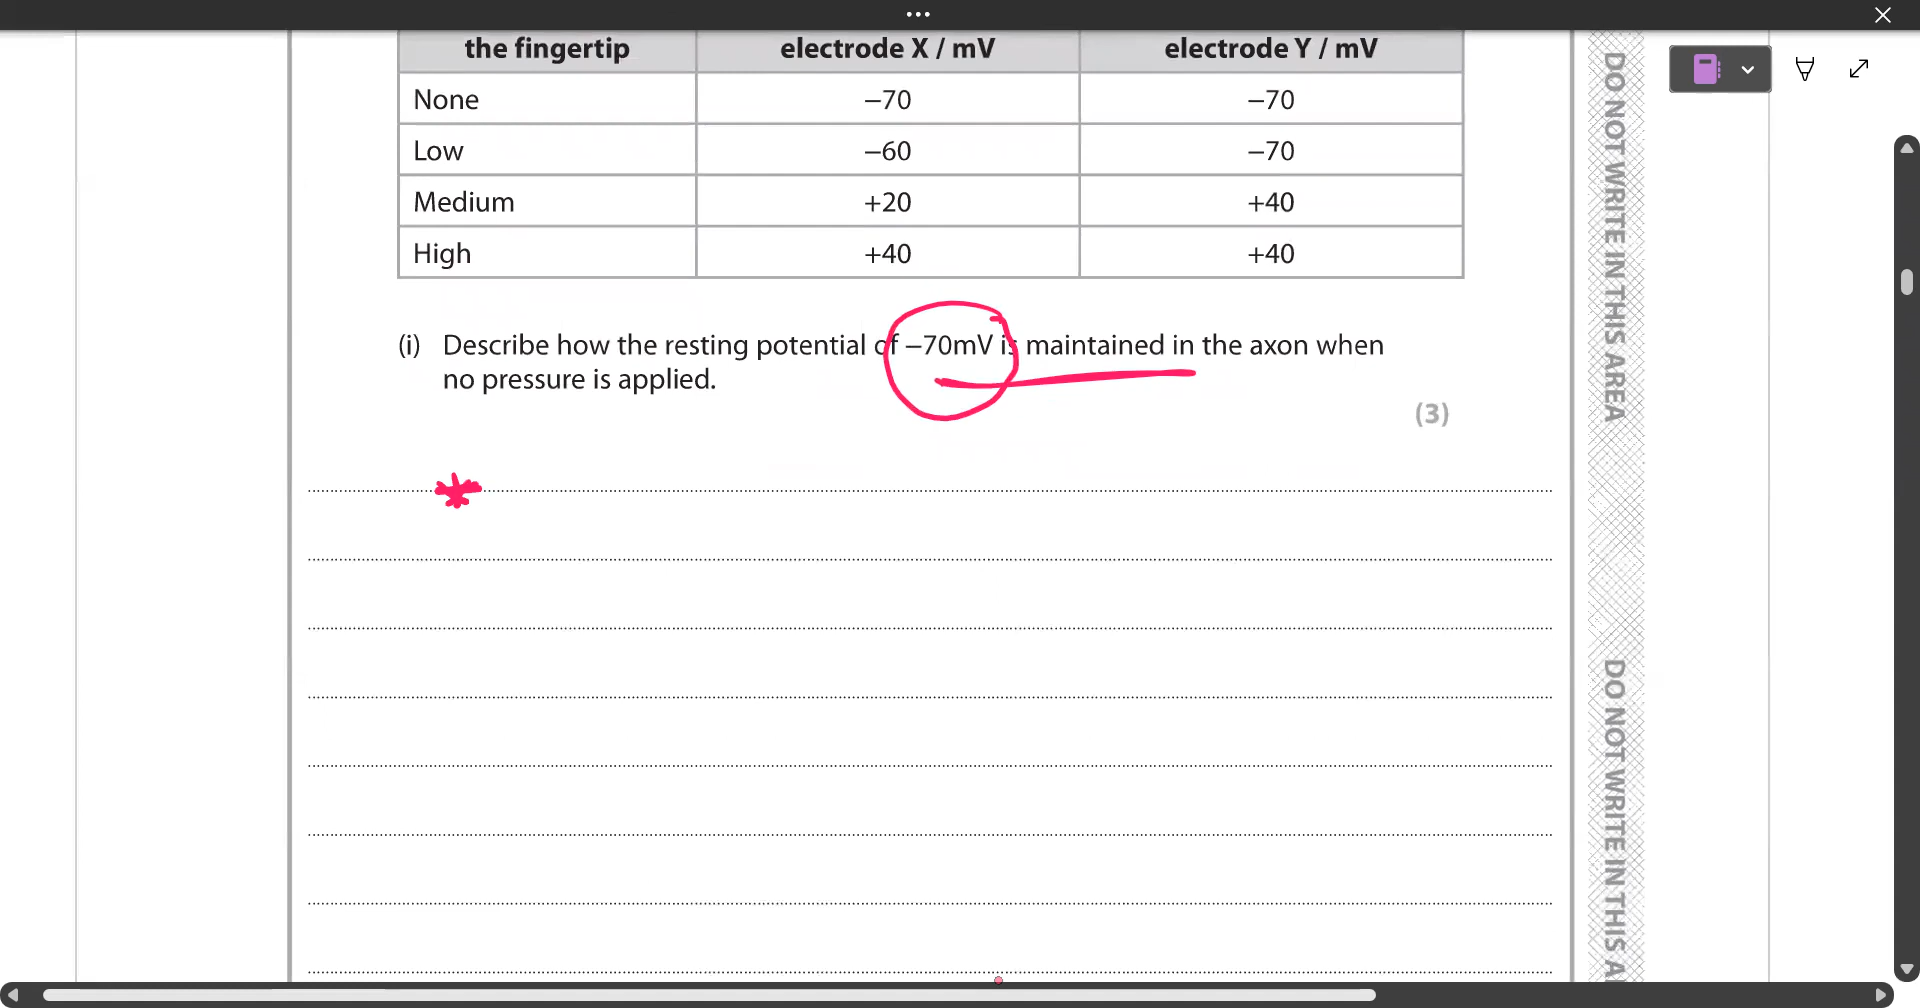 the fingertip electrode X / mV electrode Y / mV
None −70 −70
Low −60 −70
Medium +20 +40
High +40 +40
(i) Describe how the resting potential of −70mV is maintained in the axon when
no pressure is applied.
(3)
DO NOT WRITE IN THIS AREA
DO NOT WRITE IN THIS A